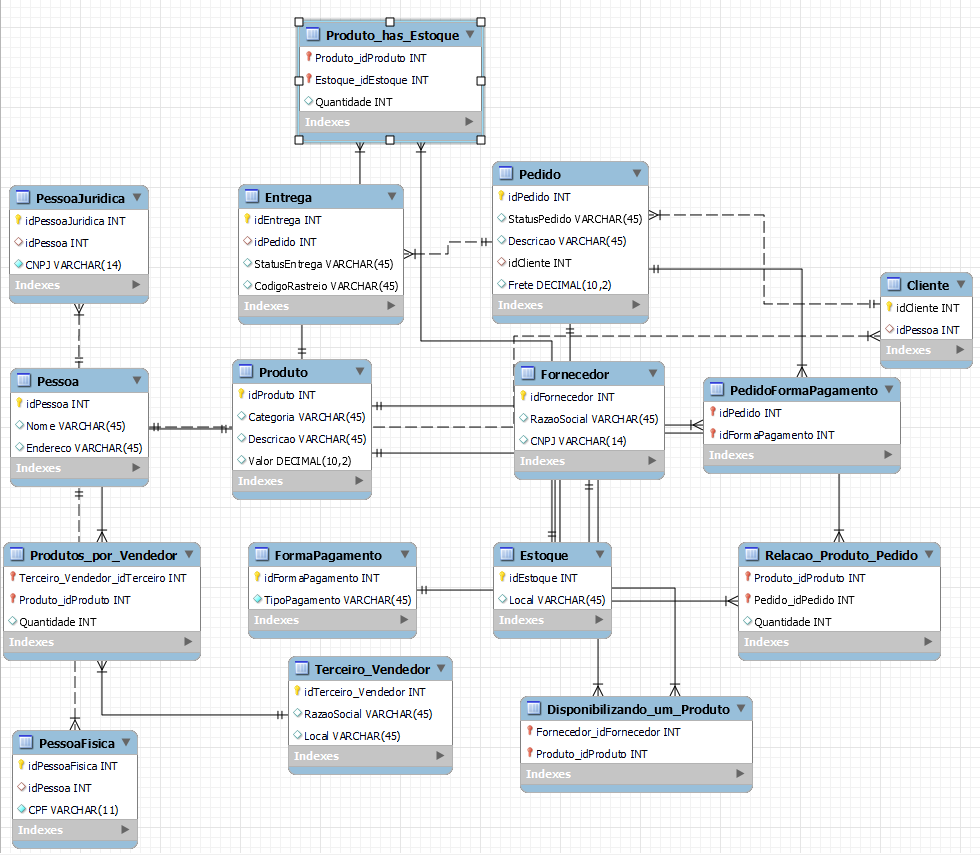 Produto_has_Estoque
Produto_idProduto INT
Estoque_idEstoque INT
Quantidade INT
Indexes
PessoaJuridica
idPessoaJuridica INT
idPessoa INT
CNPJ VARCHAR(14)
Indexes
Entrega
idEntrega INT
idPedido INT
StatusEntrega VARCHAR(45)
CodigoRastreio VARCHAR(45)
Indexes
Pedido
idPedido INT
StatusPedido VARCHAR(45)
Descricao VARCHAR(45)
idCliente INT
Frete DECIMAL(10,2)
Indexes
Cliente
idCliente INT
idPessoa INT
Indexes
Pessoa
idPessoa INT
Nome VARCHAR(45)
Endereco VARCHAR(45)
Indexes
Produto
idProduto INT
Categoria VARCHAR(45)
Descricao VARCHAR(45)
Valor DECIMAL(10,2)
Indexes
Fornecedor
idFornecedor INT
RazaoSocial VARCHAR(45)
CNPJ VARCHAR(14)
Indexes
PedidoFormaPagamento
idPedido INT
idFormaPagamento INT
Indexes
Produtos_por_Vendedor
Terceiro_Vendedor_idTerceiro INT
Produto_idProduto INT
Quantidade INT
Indexes
FormaPagamento
idFormaPagamento INT
TipoPagamento VARCHAR(45)
Indexes
Estoque
idEstoque INT
Local VARCHAR(45)
Indexes
Relacao_Produto_Pedido
Produto_idProduto INT
Pedido_idPedido INT
Quantidade INT
Indexes
Terceiro_Vendedor
idTerceiro_Vendedor INT
RazaoSocial VARCHAR(45)
Local VARCHAR(45)
Indexes
Disponibilizando_um_Produto
Fornecedor_idFornecedor INT
Produto_idProduto INT
Indexes
PessoaFisica
idPessoaFisica INT
idPessoa INT
CPF VARCHAR(11)
Indexes